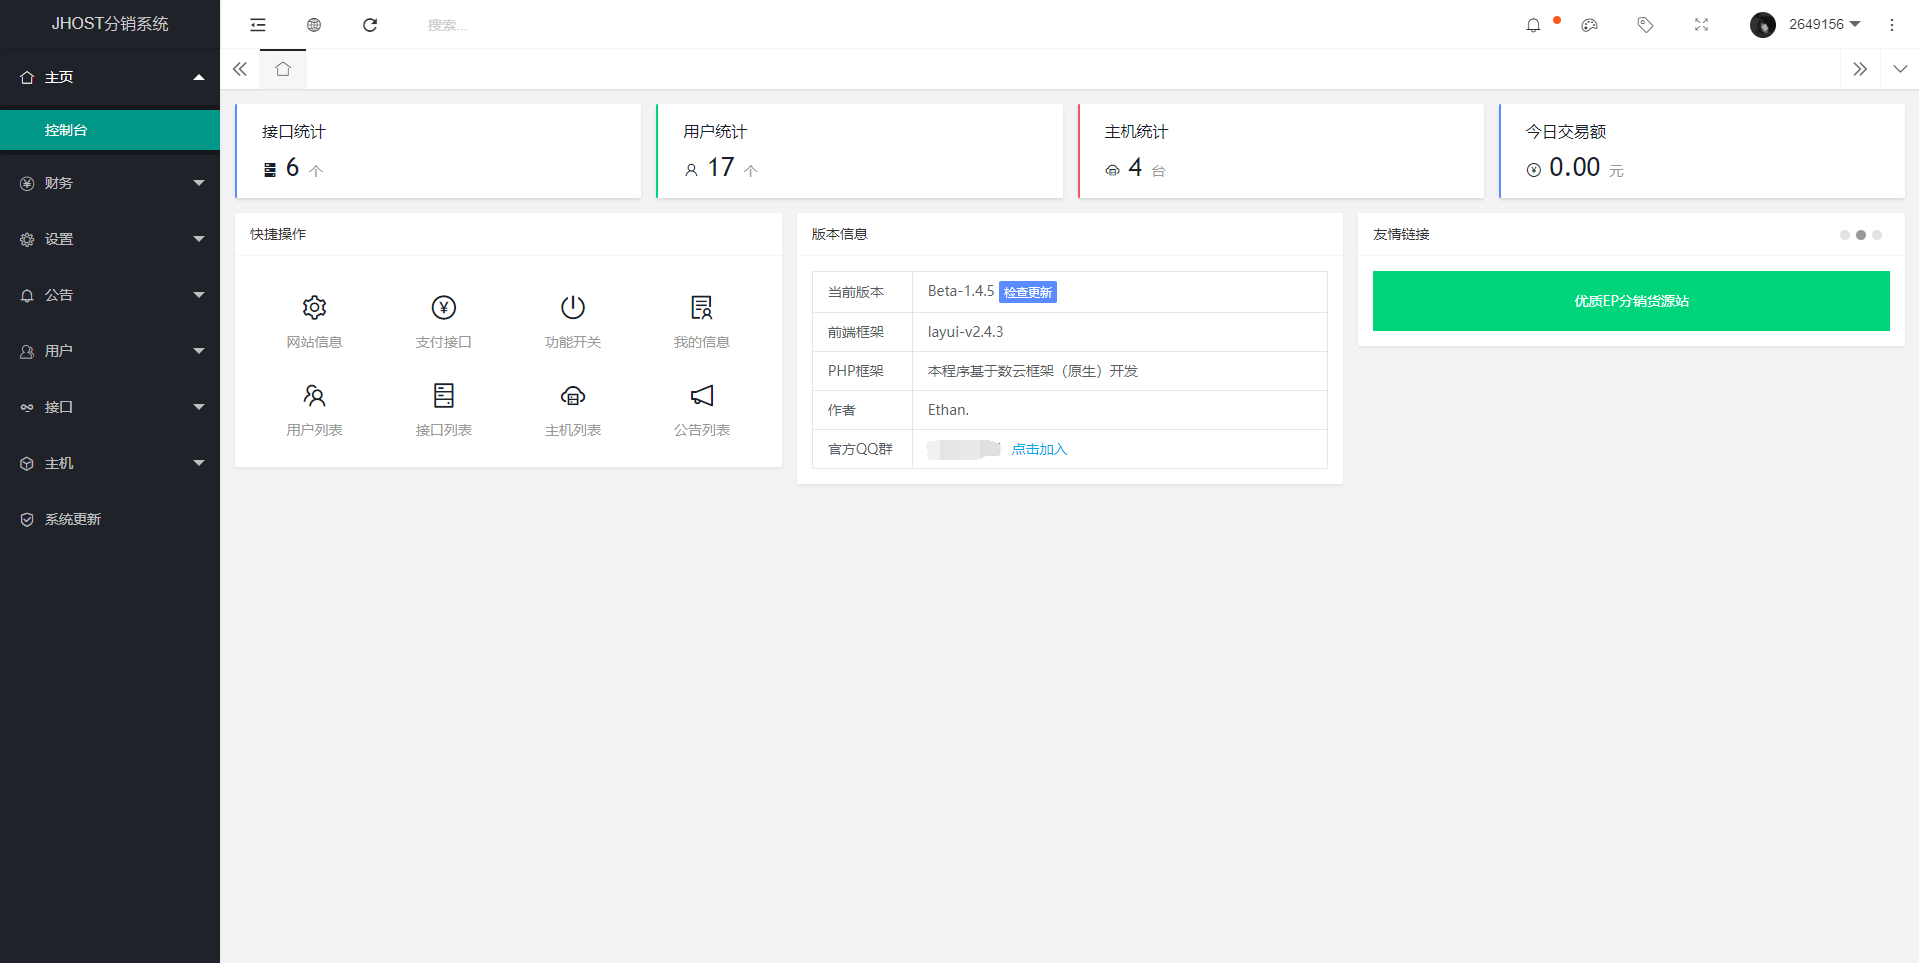 JHOST分销系统
搜索...
2649156
主页
控制台
财务
设置
公告
用户
接口
主机
系统更新
接口统计
6 个
用户统计
17 个
主机统计
4 台
今日交易额
0.00 元
快捷操作
网站信息
支付接口
功能开关
我的信息
用户列表
接口列表
主机列表
公告列表
版本信息
当前版本 Beta-1.4.5 检查更新
前端框架 layui-v2.4.3
PHP框架 本程序基于数云框架（原生）开发
作者 Ethan.
官方QQ群 点击加入
友情链接
优质EP分销货源站